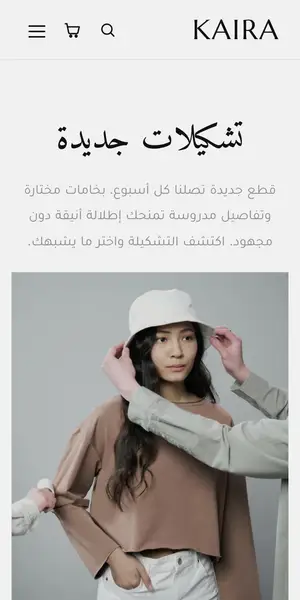 KAIRA
تشكيلات جديدة
قطع جديدة تصلنا كل أسبوع. بخامات مختارة
وتفاصيل مدروسة تمنحك إطلالة أنيقة دون
مجهود. اكتشف التشكيلة واختر ما يشبهك.